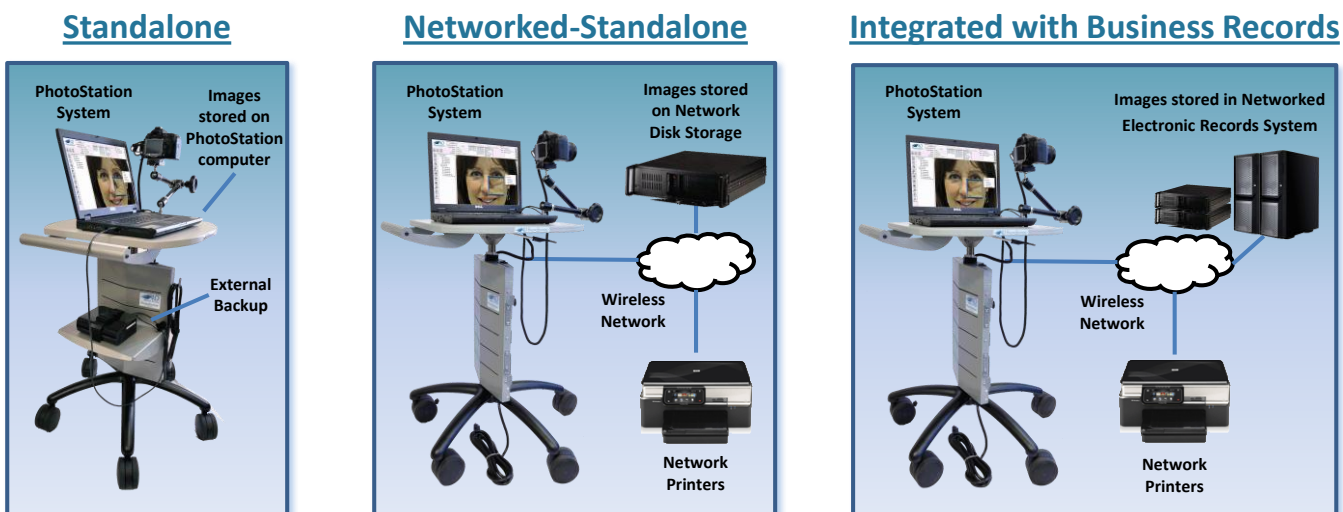 Standalone
PhotoStation
System
Images
stored on
PhotoStation
computer
External
Backup
Networked-Standalone
PhotoStation
System
Images stored
on Network
Disk Storage
Wireless
Network
Network
Printers
Integrated with Business Records
PhotoStation
System
Images stored in Networked
Electronic Records System
Wireless
Network
Network
Printers